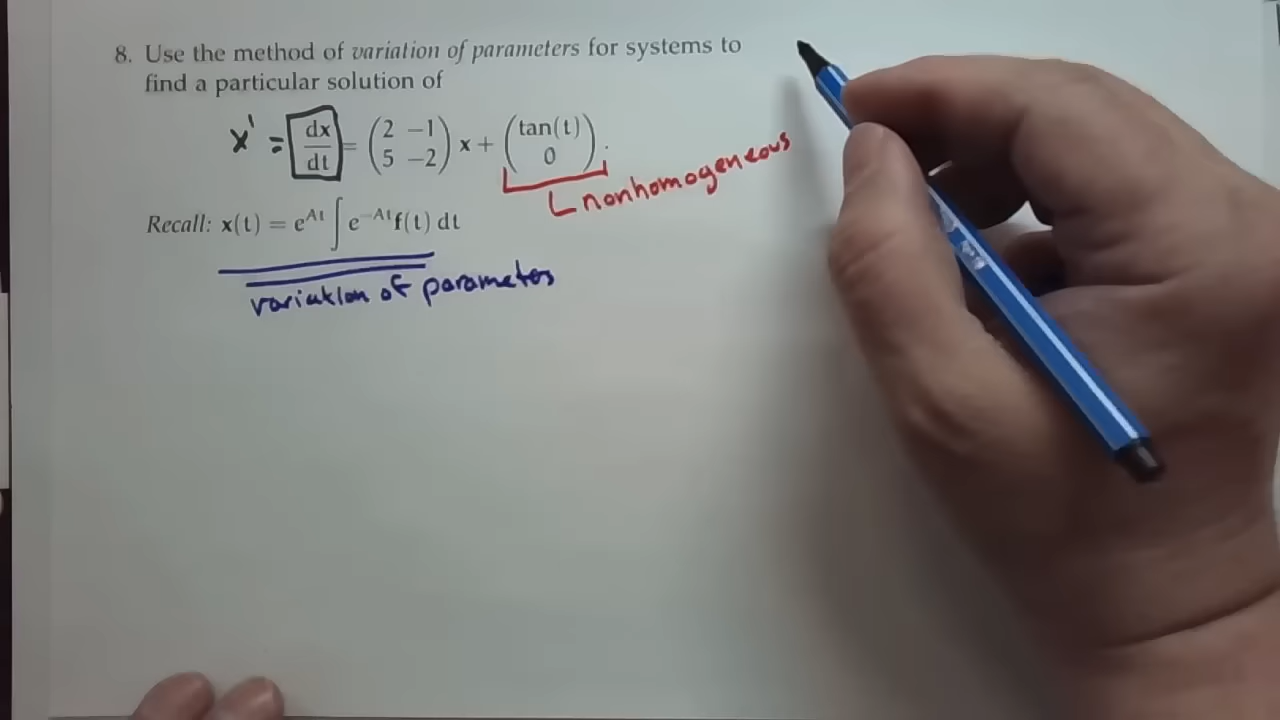 8. Use the method of variation of parameters for systems to
find a particular solution of
x' = dx/dt = (2 −1; 5 −2) x + (tan(t); 0).
nonhomogeneous
Recall: x(t) = e^{At} ∫ e^{−At} f(t) dt
variation of parameters